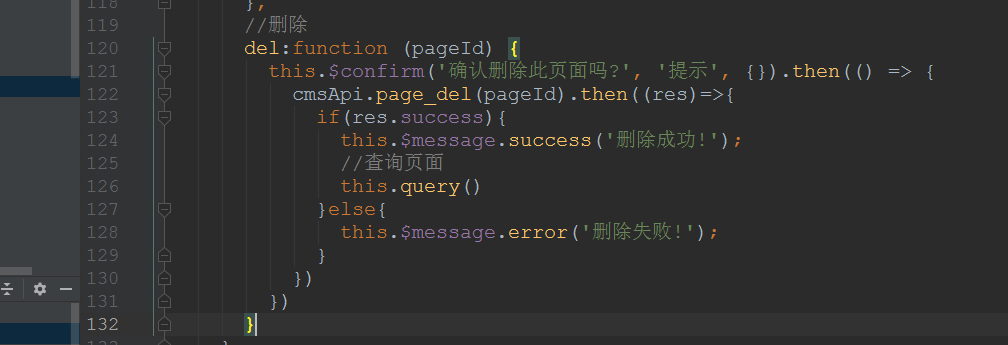 118 },
119 //删除
120 del:function (pageId) {
121 this.$confirm('确认删除此页面吗?', '提示', {}).then(() => {
122 cmsApi.page_del(pageId).then((res)=>{
123 if(res.success){
124 this.$message.success('删除成功!');
125 //查询页面
126 this.query()
127 }else{
128 this.$message.error('删除失败!');
129 }
130 })
131 })
132 }